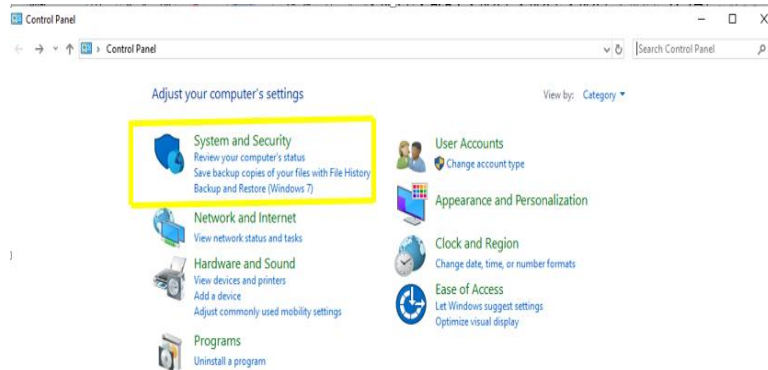 Control Panel
Control Panel
Search Control Panel
Adjust your computer's settings
View by: Category
System and Security
Review your computer's status
Save backup copies of your files with File History
Backup and Restore (Windows 7)
Network and Internet
View network status and tasks
Hardware and Sound
View devices and printers
Add a device
Adjust commonly used mobility settings
Programs
Uninstall a program
User Accounts
Change account type
Appearance and Personalization
Clock and Region
Change date, time, or number formats
Ease of Access
Let Windows suggest settings
Optimize visual display